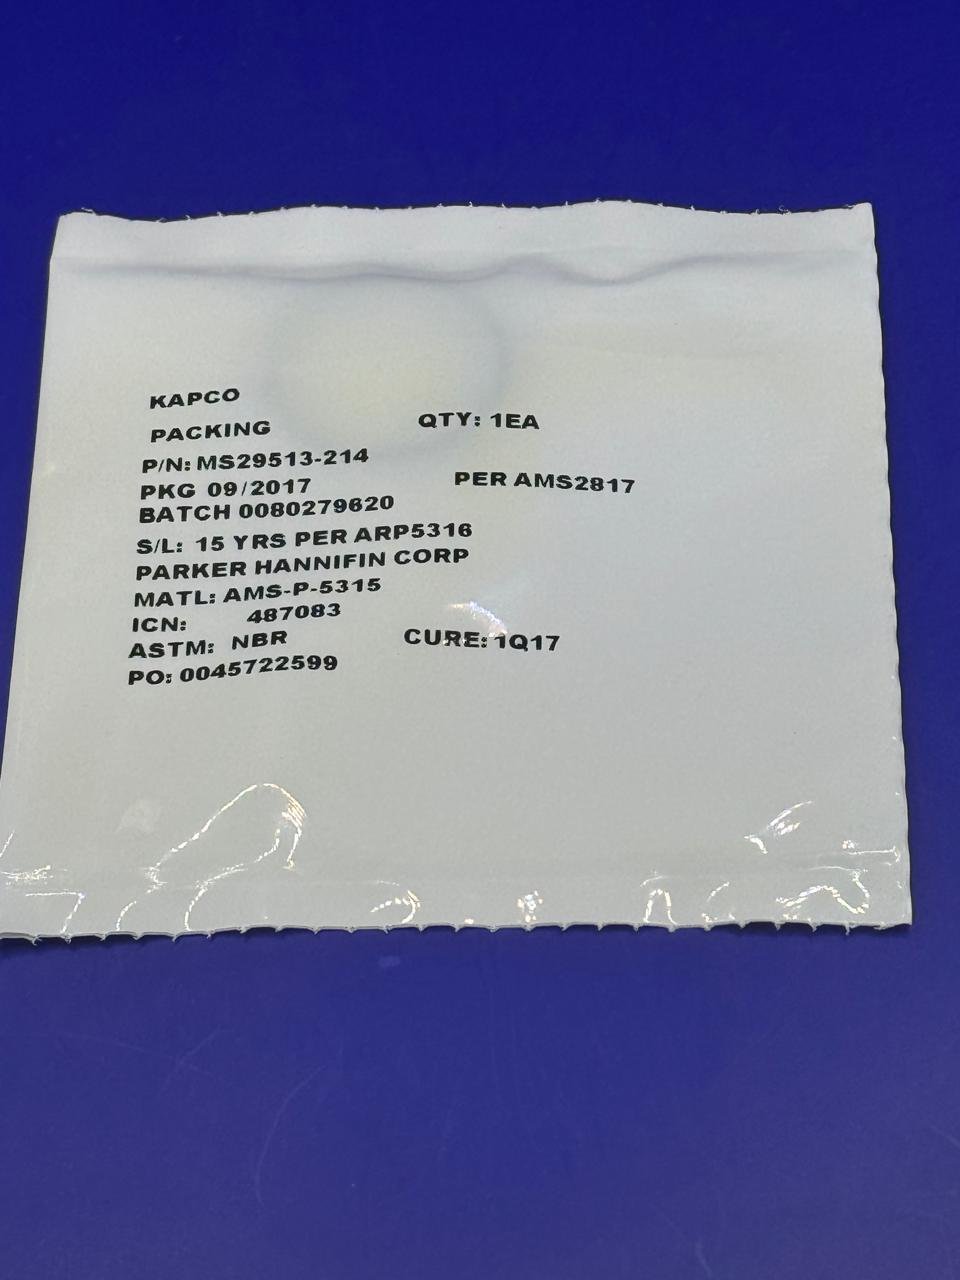 KAPCO
PACKING QTY: 1EA
P/N: MS29513-214
PKG 09/2017 PER AMS2817
BATCH 0080279620
S/L: 15 YRS PER ARP5316
PARKER HANNIFIN CORP
MATL: AMS-P-5315
ICN: 487083
ASTM: NBR CURE: 1Q17
PO: 0045722599